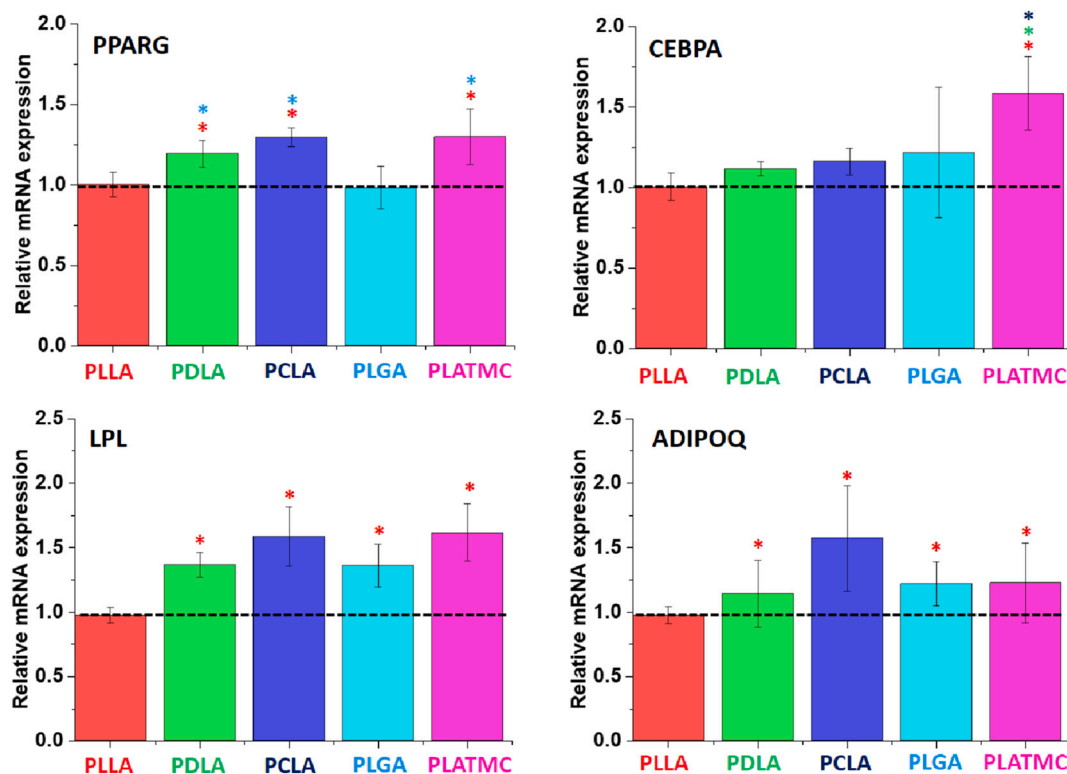 PPARG
Relative mRNA expression
2.0
1.5
1.0
0.5
0.0
* *
* *
* *
PLLA PDLA PCLA PLGA PLATMC
CEBPA
Relative mRNA expression
2.0
1.5
1.0
0.5
0.0
*
*
*
PLLA PDLA PCLA PLGA PLATMC
LPL
Relative mRNA expression
2.5
2.0
1.5
1.0
0.5
0.0
* * * *
PLLA PDLA PCLA PLGA PLATMC
ADIPOQ
Relative mRNA expression
2.5
2.0
1.5
1.0
0.5
0.0
* * * *
PLLA PDLA PCLA PLGA PLATMC